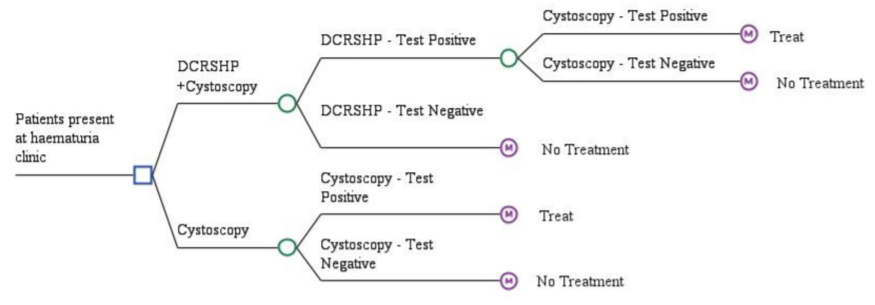 Patients present
at haematuria
clinic
DCRSHP
+Cystoscopy
DCRSHP - Test Positive
Cystoscopy - Test Positive
M
Treat
Cystoscopy - Test Negative
M
No Treatment
DCRSHP - Test Negative
M
No Treatment
Cystoscopy
Cystoscopy - Test
Positive
M
Treat
Cystoscopy - Test
Negative
M
No Treatment